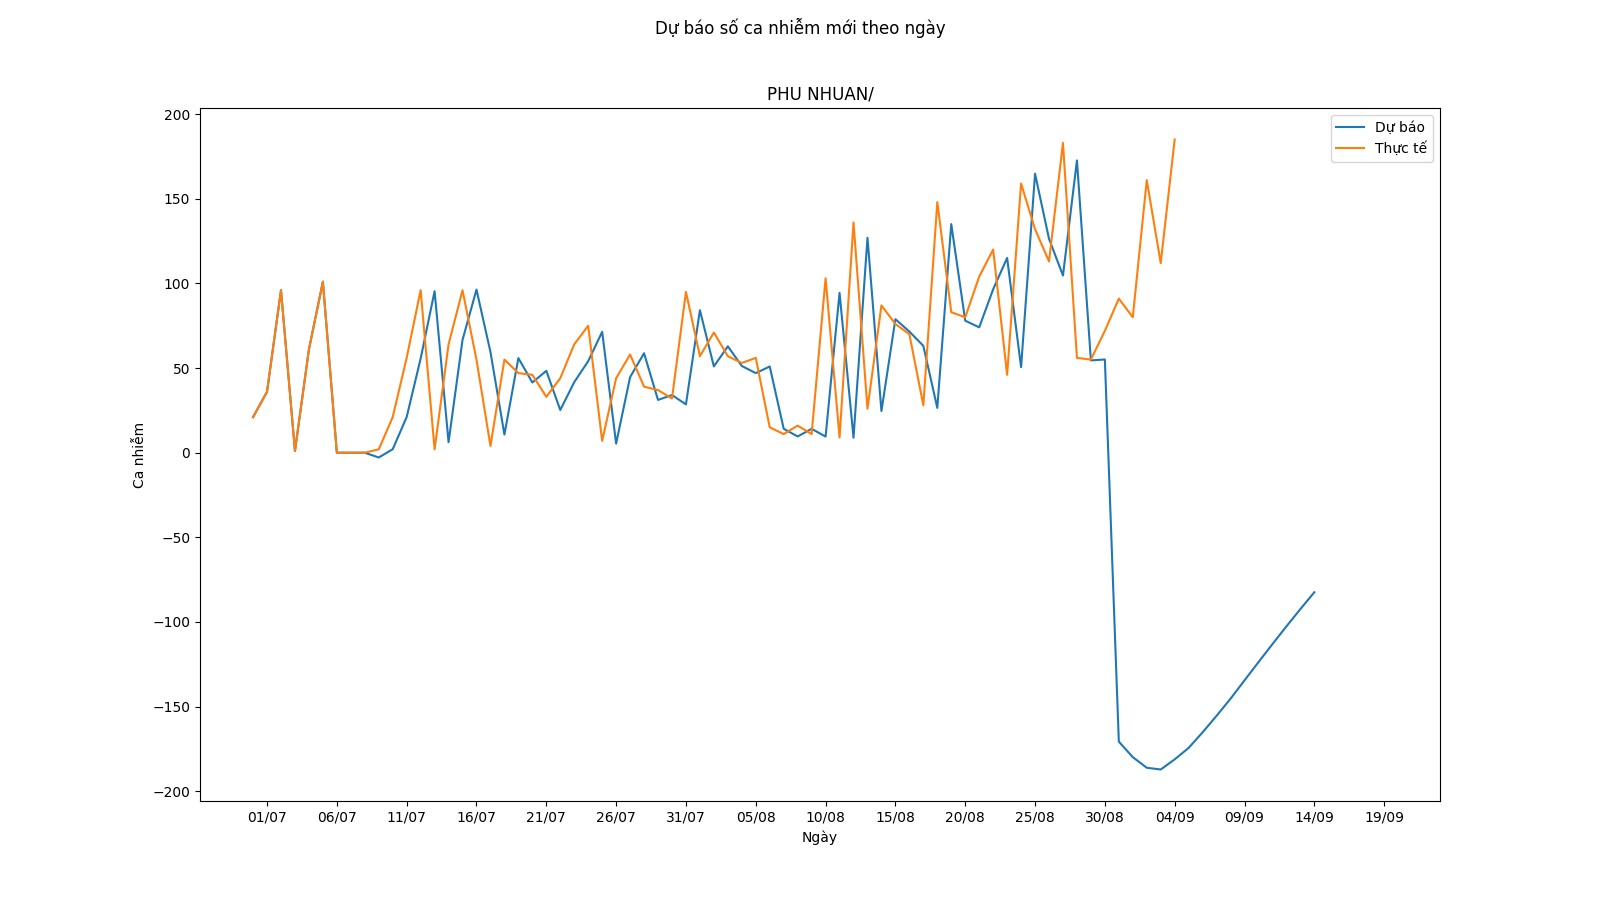 Dự báo số ca nhiễm mới theo ngày
PHU NHUAN/
Dự báo
Thực tế
200
150
100
50
0
−50
−100
−150
−200
Ca nhiễm
01/07 06/07 11/07 16/07 21/07 26/07 31/07 05/08 10/08 15/08 20/08 25/08 30/08 04/09 09/09 14/09 19/09
Ngày